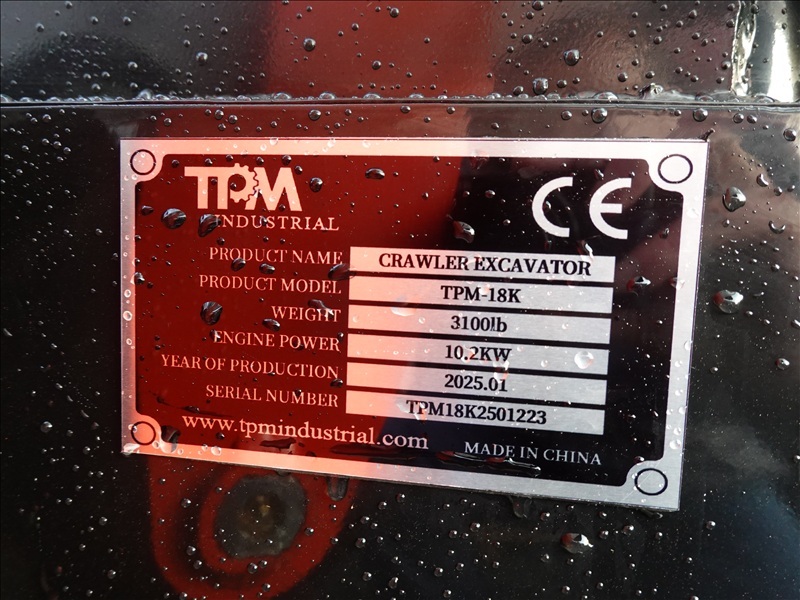 TPM
INDUSTRIAL
CE
PRODUCT NAME CRAWLER EXCAVATOR
PRODUCT MODEL TPM-18K
WEIGHT 3100lb
ENGINE POWER 10.2KW
YEAR OF PRODUCTION 2025.01
SERIAL NUMBER TPM18K2501223
www.tpmindustrial.com
MADE IN CHINA